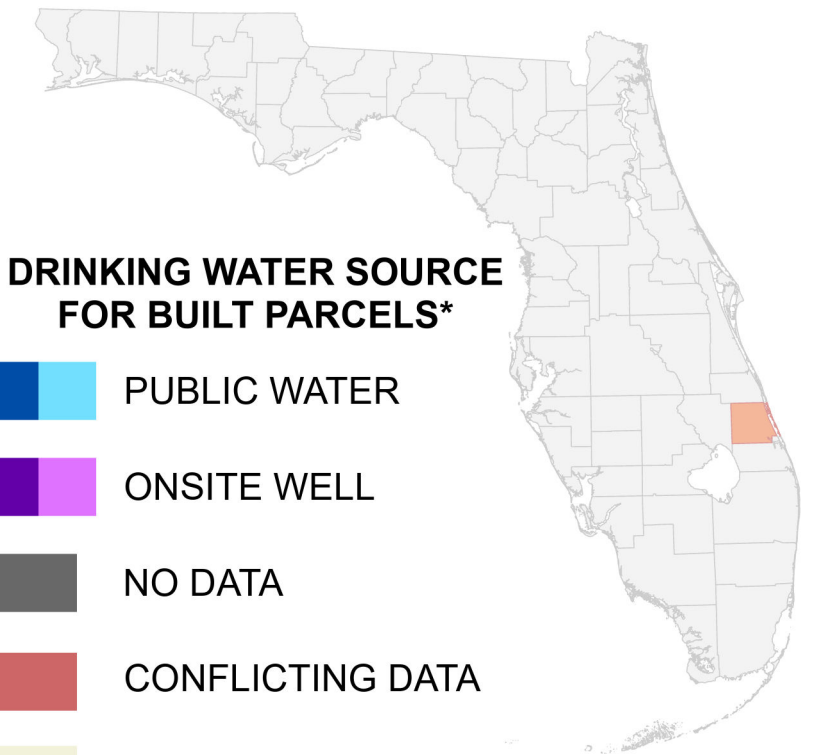 DRINKING WATER SOURCE
FOR BUILT PARCELS*
PUBLIC WATER
ONSITE WELL
NO DATA
CONFLICTING DATA